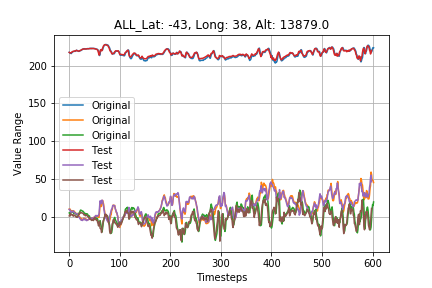 ALL_Lat: -43, Long: 38, Alt: 13879.0
200
150
100
50
0
Value Range
Original
Original
Original
Test
Test
Test
0 100 200 300 400 500 600
Timesteps